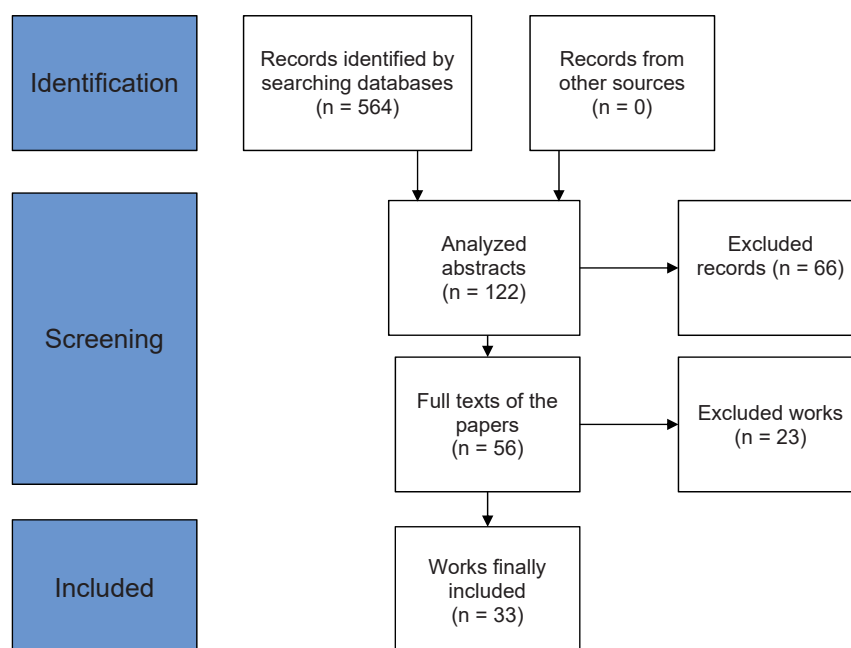 Identification
Records identified by
searching databases
(n = 564)
Records from
other sources
(n = 0)
Screening
Analyzed
abstracts
(n = 122)
Excluded
records (n = 66)
Full texts of the
papers
(n = 56)
Excluded works
(n = 23)
Included
Works finally
included
(n = 33)